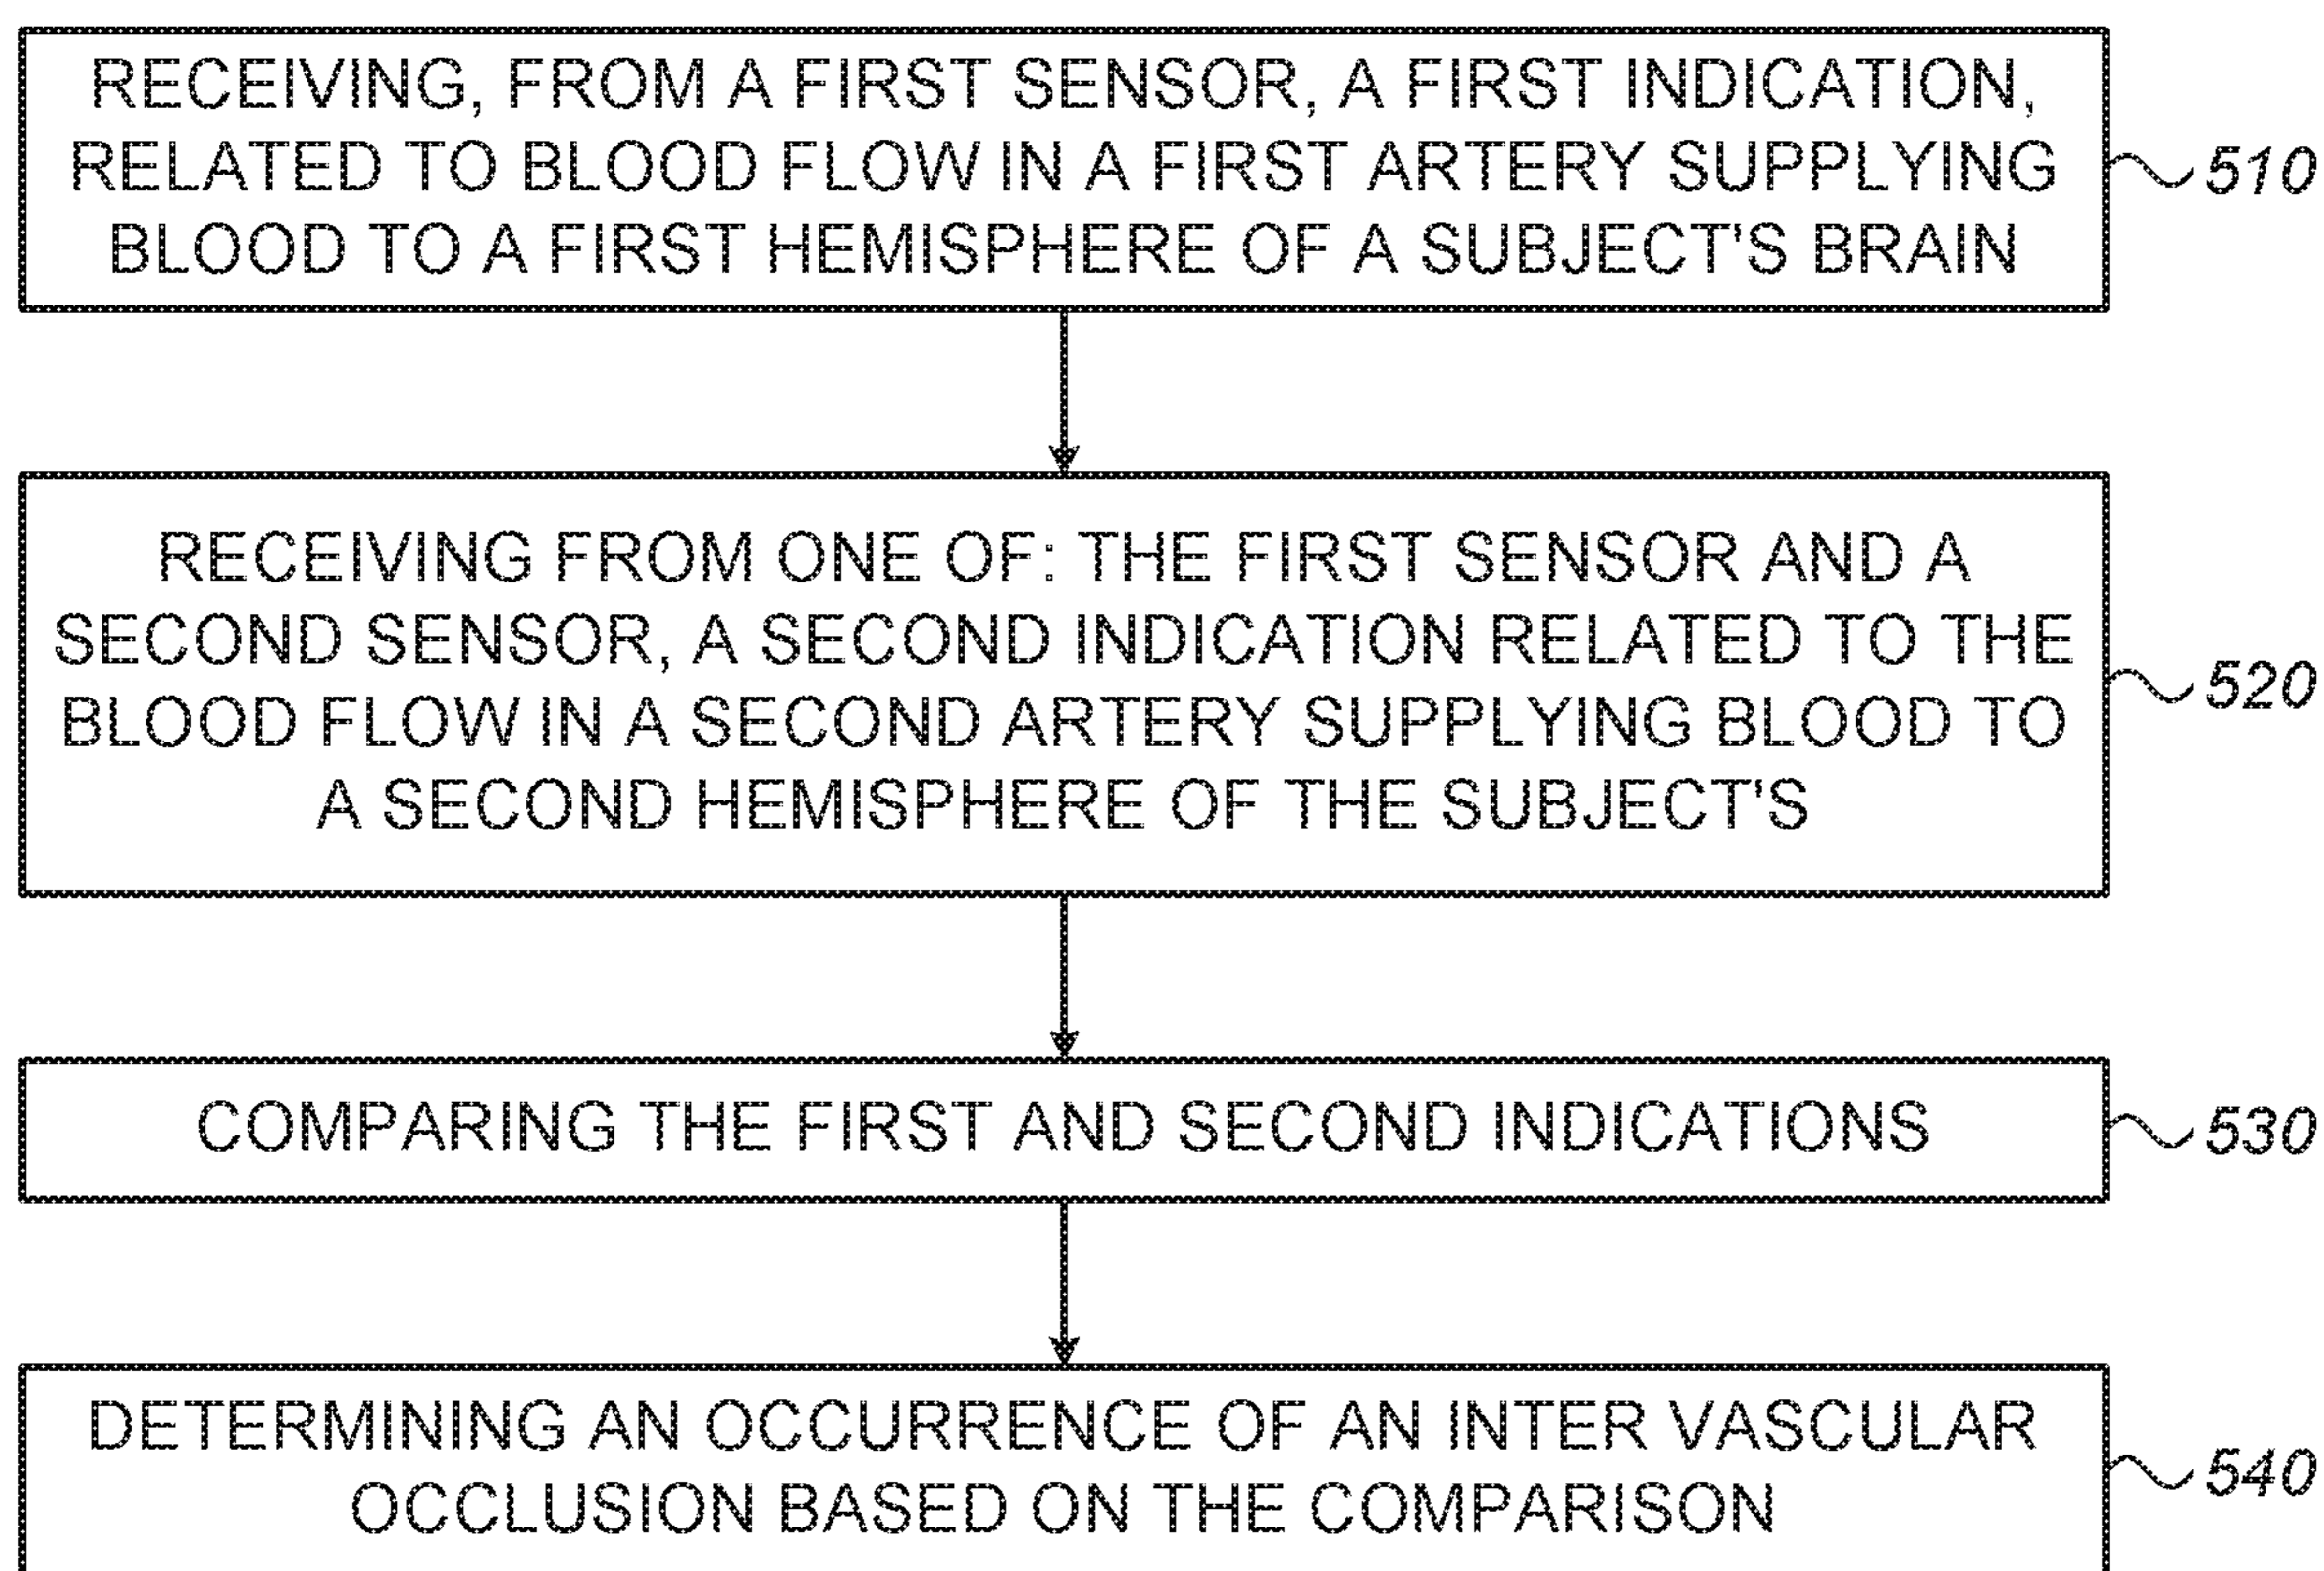 RECEIVING, FROM A FIRST SENSOR, A FIRST INDICATION,
RELATED TO BLOOD FLOW IN A FIRST ARTERY SUPPLYING
BLOOD TO A FIRST HEMISPHERE OF A SUBJECT'S BRAIN
510
RECEIVING FROM ONE OF: THE FIRST SENSOR AND A
SECOND SENSOR, A SECOND INDICATION RELATED TO THE
BLOOD FLOW IN A SECOND ARTERY SUPPLYING BLOOD TO
A SECOND HEMISPHERE OF THE SUBJECT'S
520
COMPARING THE FIRST AND SECOND INDICATIONS
530
DETERMINING AN OCCURRENCE OF AN INTER VASCULAR
OCCLUSION BASED ON THE COMPARISON
540